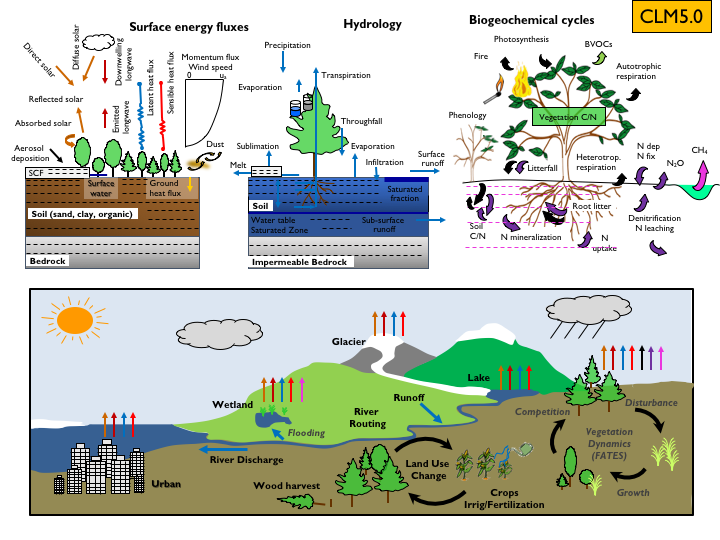 CLM5.0
Surface energy fluxes
Direct solar
Diffuse solar
Downwelling
longwave
Reflected solar
Absorbed solar
Emitted
longwave
Latent heat flux
Sensible heat flux
Momentum flux
Wind speed
0
Aerosol
deposition
Dust
SCF
Surface
water
Ground
heat flux
Soil (sand, clay, organic)
Bedrock
Hydrology
Precipitation
Evaporation
Transpiration
Throughfall
Sublimation
Evaporation
Melt
Infiltration
Surface
runoff
Soil
Saturated
fraction
Water table
Saturated Zone
Sub-surface
runoff
Impermeable Bedrock
Biogeochemical cycles
Photosynthesis
BVOCs
Fire
Autotrophic
respiration
Phenology
Vegetation C/N
Litterfall
Heterotrop.
respiration
N dep
N fix
N₂O
CH₄
Root litter
Soil
C/N
N mineralization
N
uptake
Denitrification
N leaching
Glacier
Lake
Wetland
Runoff
River
Routing
Flooding
River Discharge
Urban
Wood harvest
Land Use
Change
Crops
Irrig/Fertilization
Competition
Disturbance
Vegetation
Dynamics
(FATES)
Growth